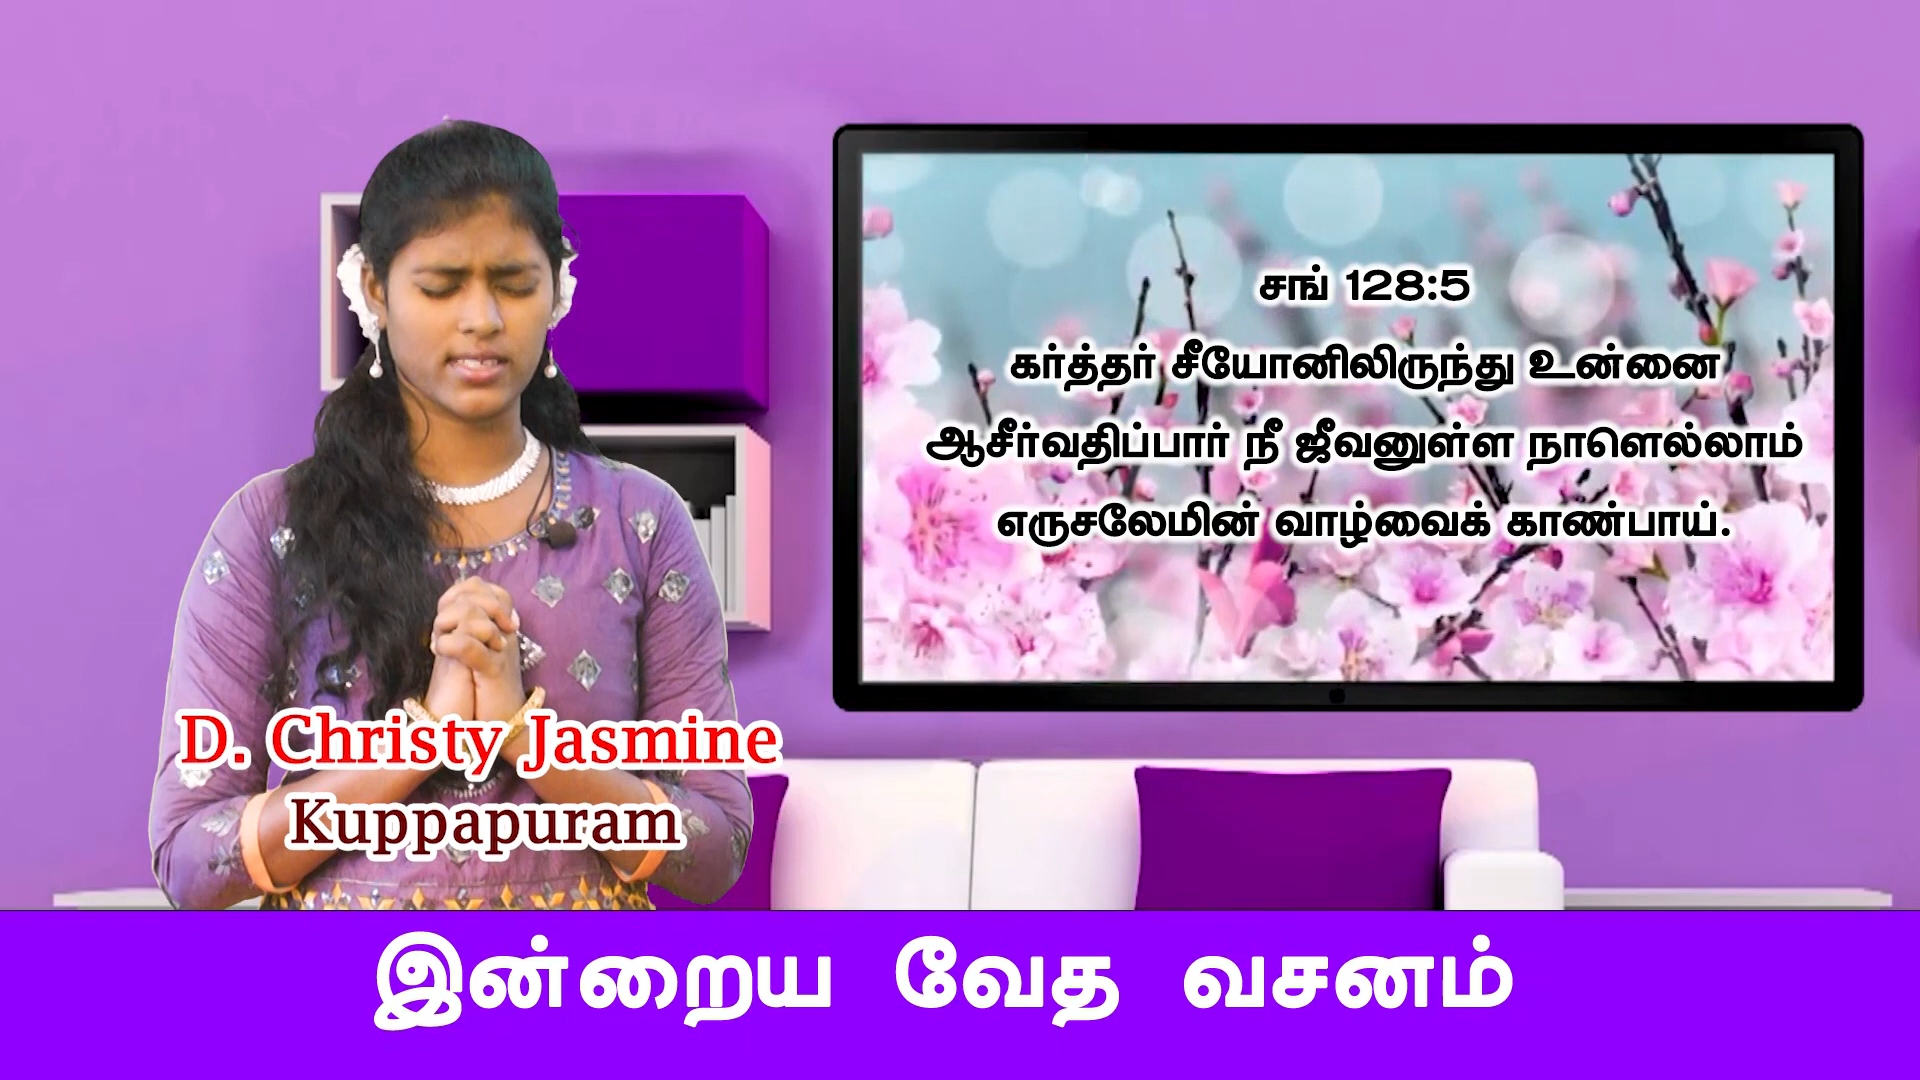 சங் 128:5
கர்த்தர் சீயோனிலிருந்து உன்னை
ஆசீர்வதிப்பார் நீ ஜீவனுள்ள நாளெல்லாம்
எருசலேமின் வாழ்வைக் காண்பாய்.
D. Christy Jasmine
Kuppapuram
இன்றைய வேத வசனம்